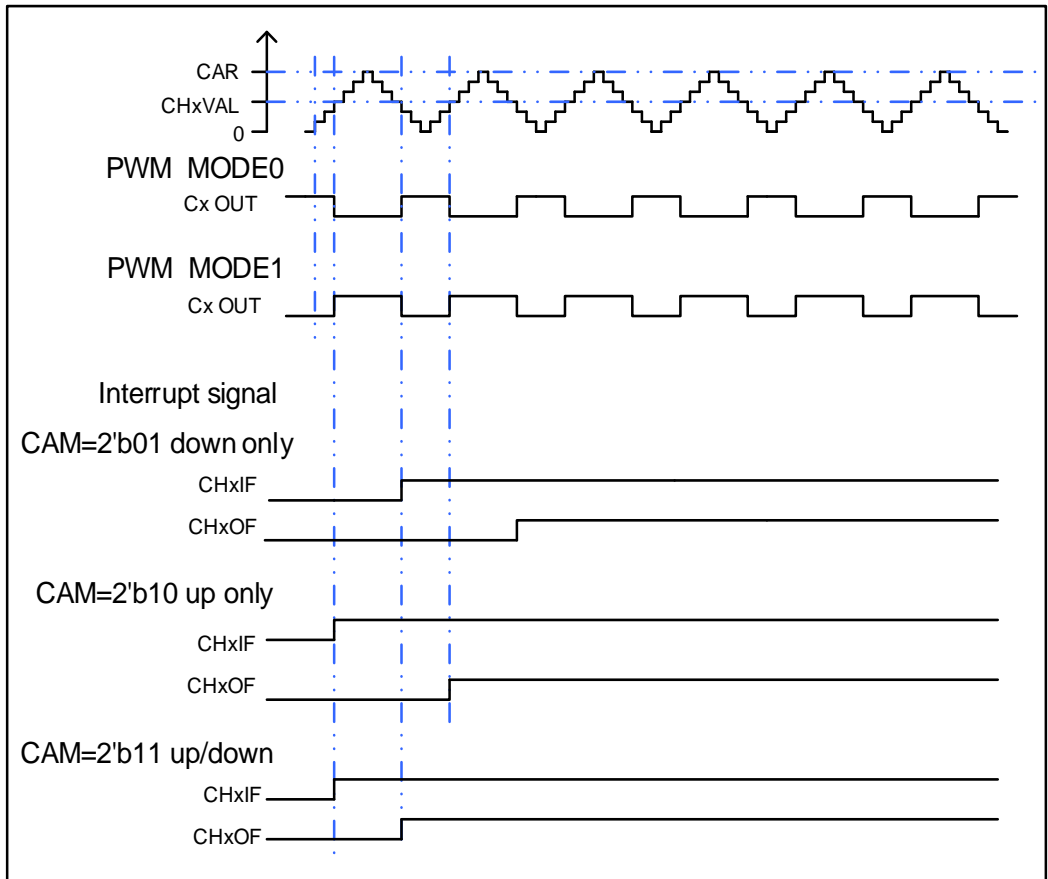 CAR
CHxVAL
0
PWM MODE0
Cx OUT
PWM MODE1
Cx OUT
Interrupt signal
CAM=2'b01 down only
CHxIF
CHxOF
CAM=2'b10 up only
CHxIF
CHxOF
CAM=2'b11 up/down
CHxIF
CHxOF